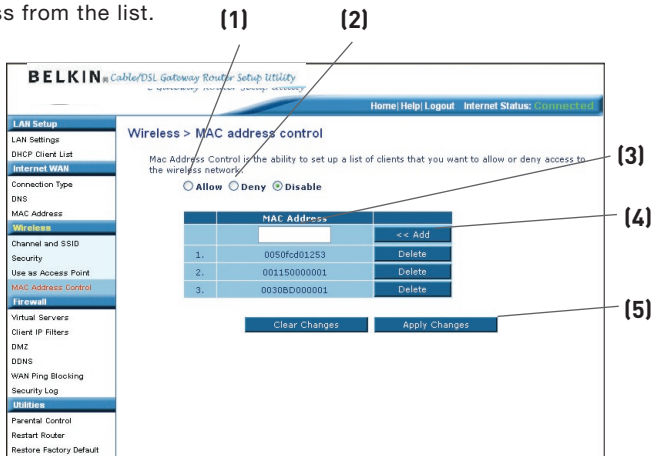 ss from the list.
(1) (2)
BELKIN® Cable/DSL Gateway Router Setup Utility
Home|Help|Logout Internet Status: Connected
LAN Setup
LAN Settings
DHCP Client List
Internet WAN
Connection Type
DNS
MAC Address
Wireless
Channel and SSID
Security
Use as Access Point
MAC Address Control
Firewall
Virtual Servers
Client IP Filters
DMZ
DDNS
WAN Ping Blocking
Security Log
Utilities
Parental Control
Restart Router
Restore Factory Default
Wireless > MAC address control
Mac Address Control is the ability to set up a list of clients that you want to allow or deny access to
the wireless network.
Allow Deny Disable
MAC Address
<< Add
1. 0050fcd01253 Delete
2. 001150000001 Delete
3. 0030BD000001 Delete
Clear Changes Apply Changes
(3)
(4)
(5)